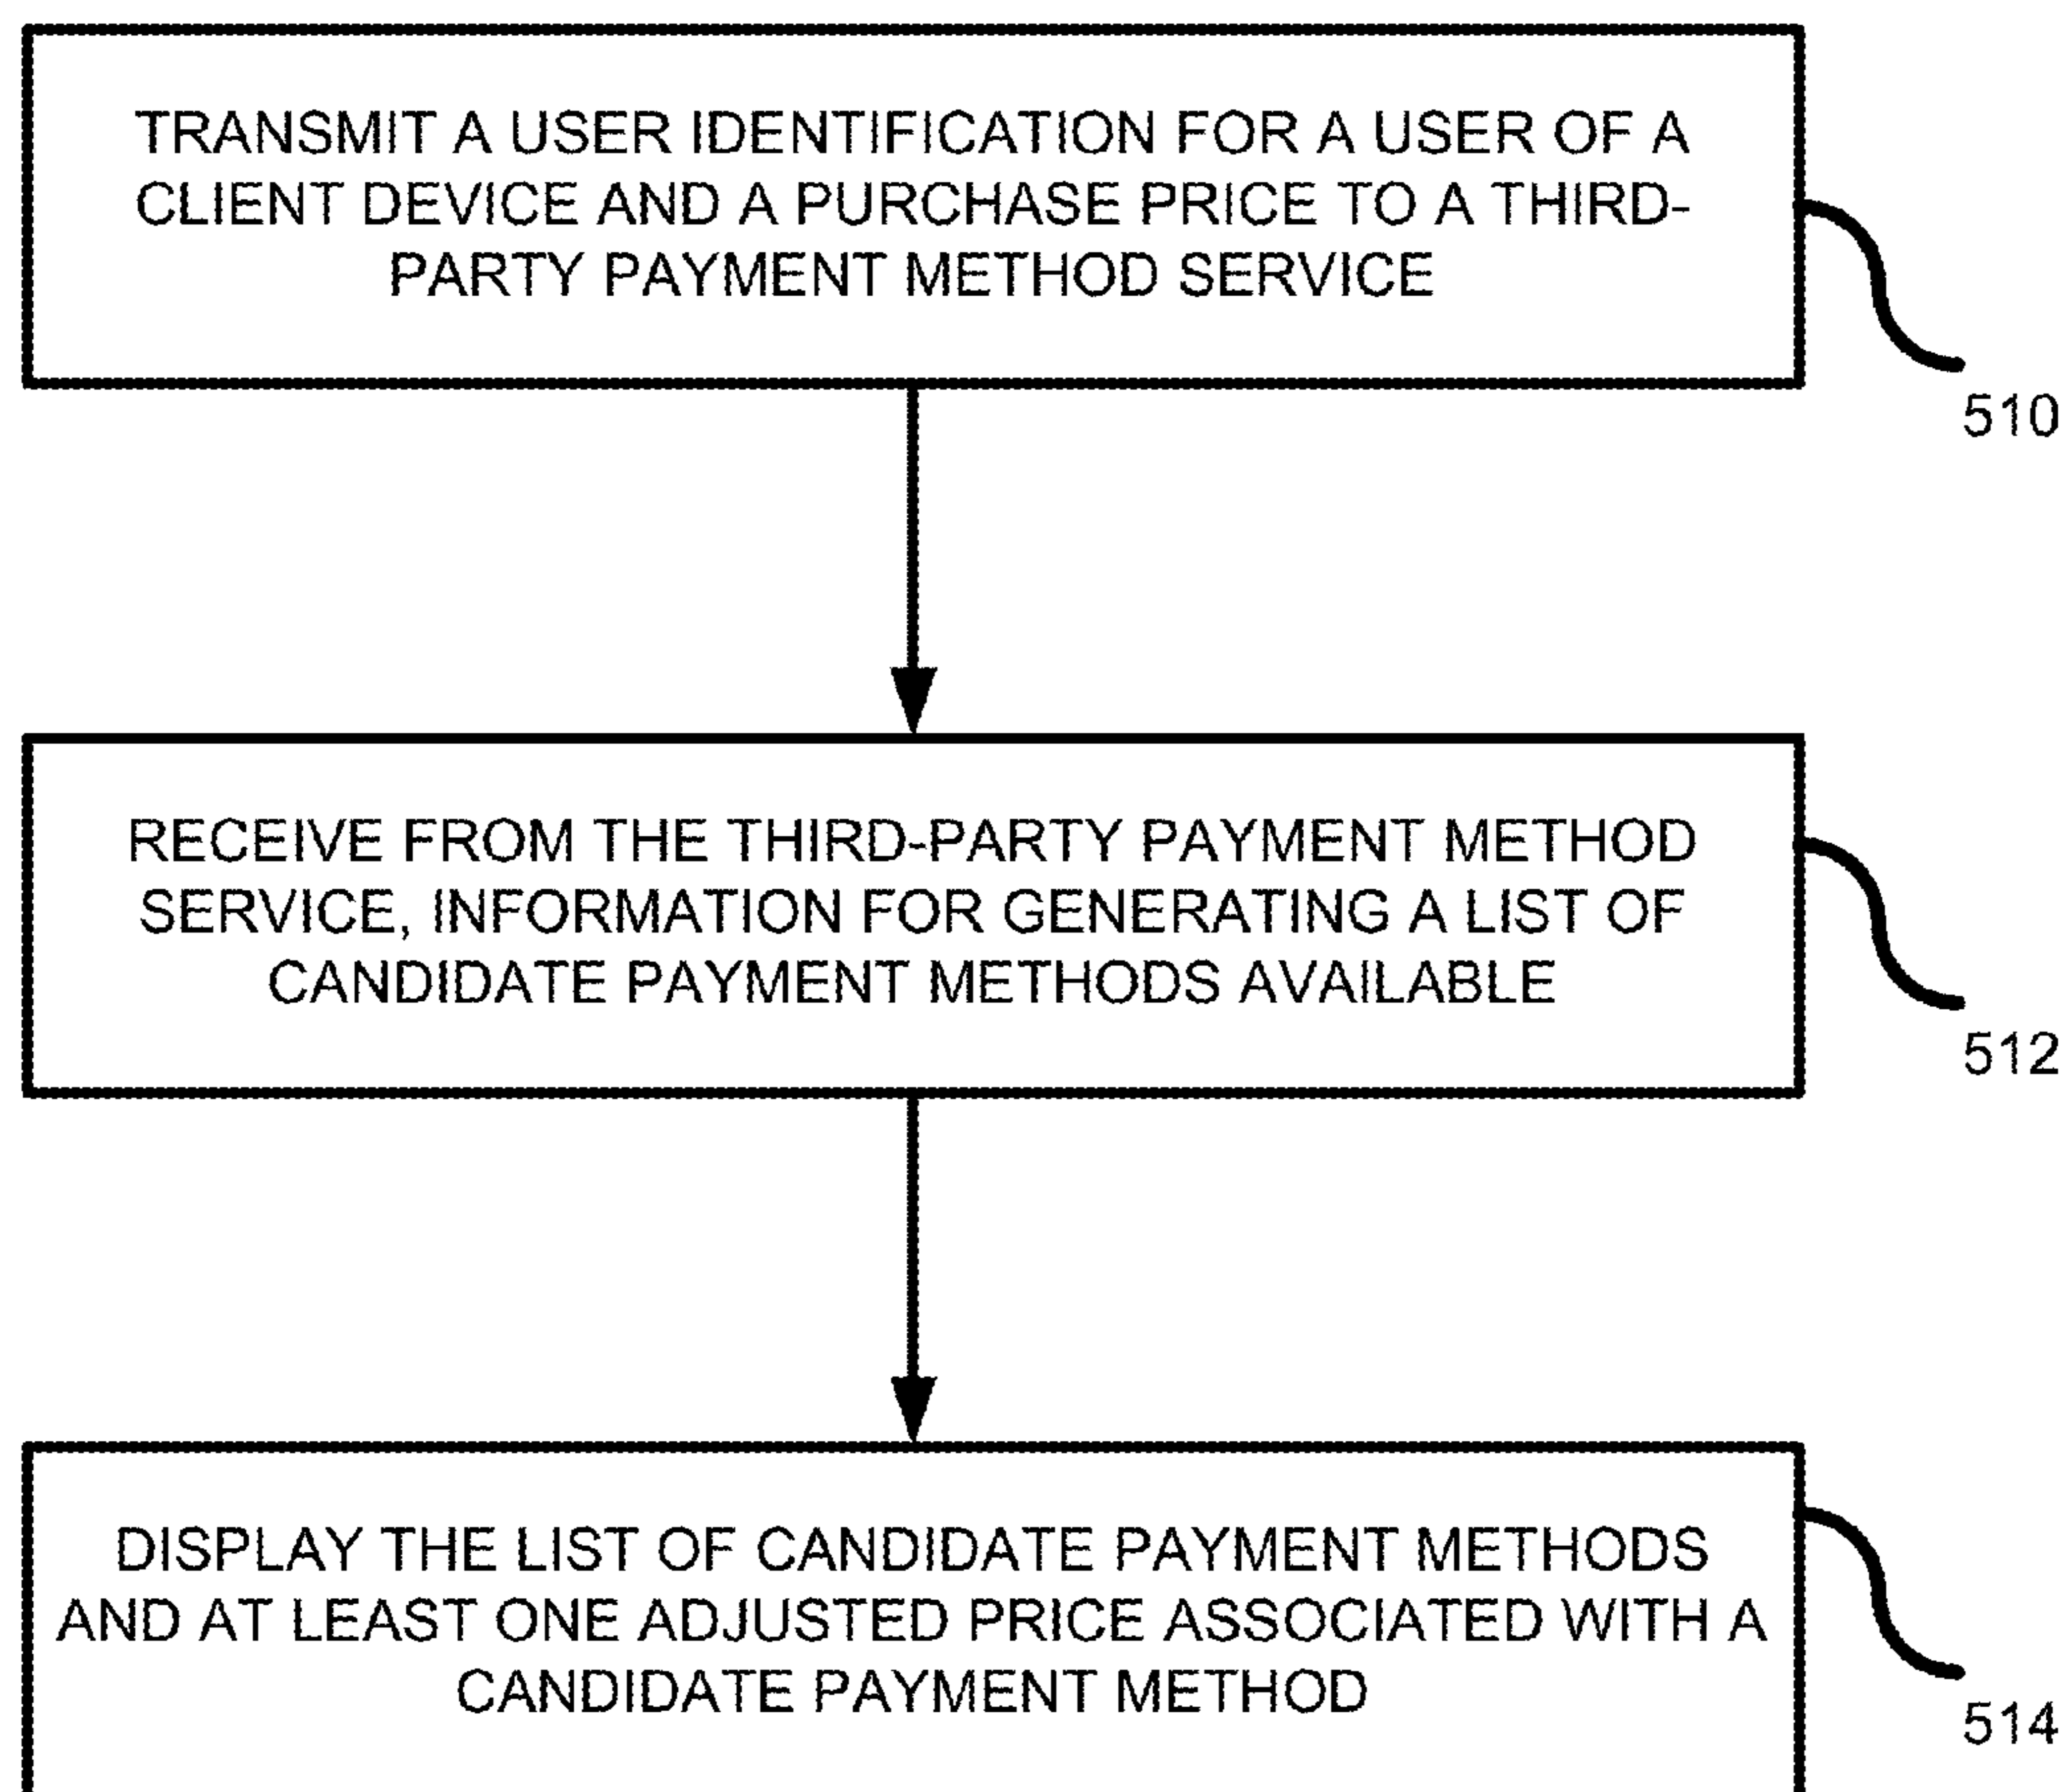 TRANSMIT A USER IDENTIFICATION FOR A USER OF A
CLIENT DEVICE AND A PURCHASE PRICE TO A THIRD-
PARTY PAYMENT METHOD SERVICE
510
RECEIVE FROM THE THIRD-PARTY PAYMENT METHOD
SERVICE, INFORMATION FOR GENERATING A LIST OF
CANDIDATE PAYMENT METHODS AVAILABLE
512
DISPLAY THE LIST OF CANDIDATE PAYMENT METHODS
AND AT LEAST ONE ADJUSTED PRICE ASSOCIATED WITH A
CANDIDATE PAYMENT METHOD
514